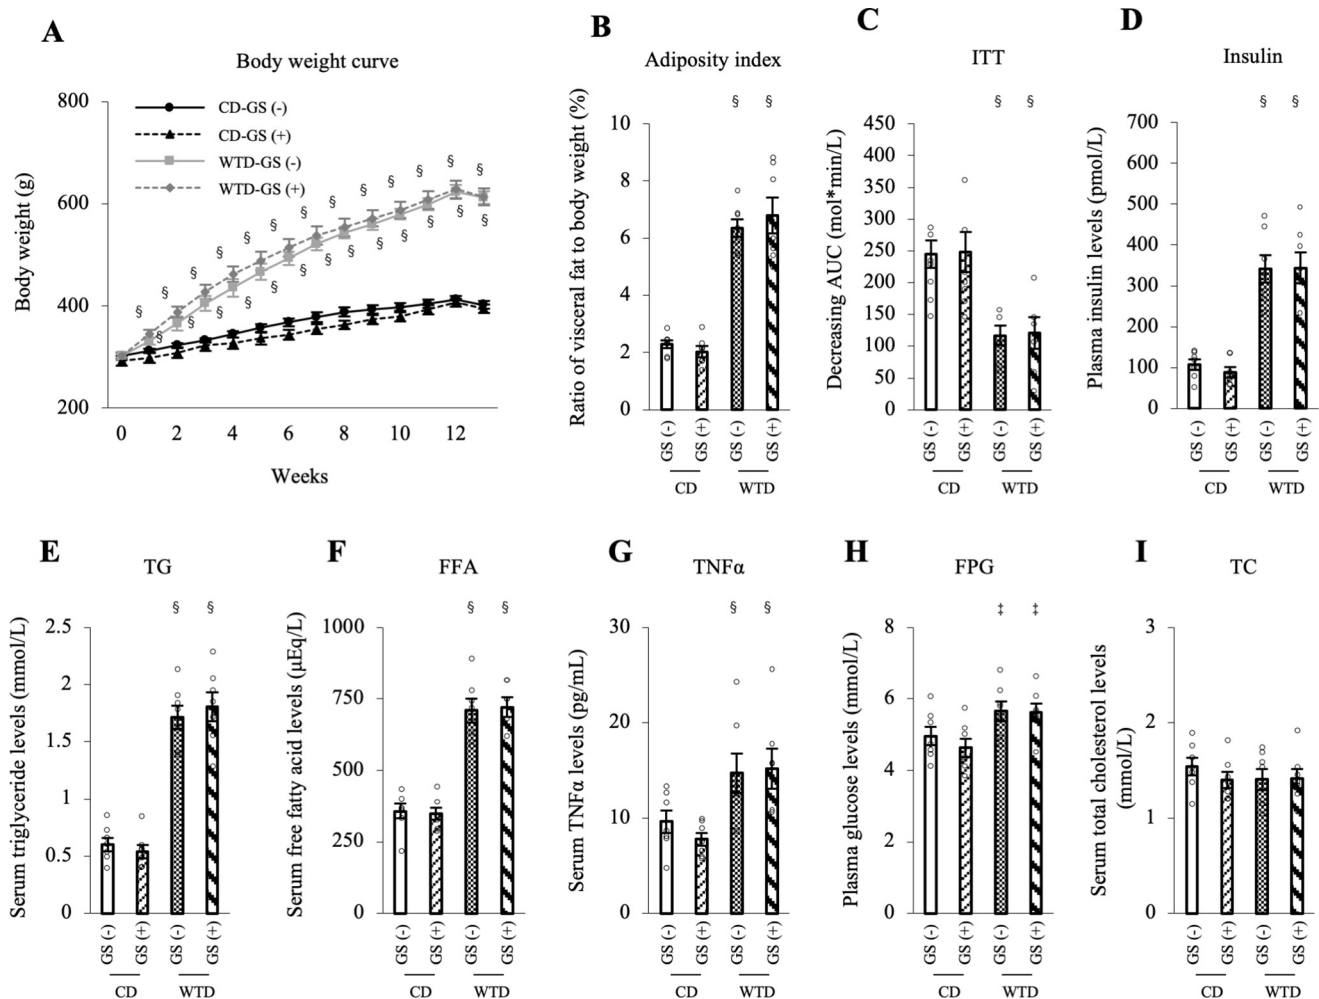 A
Body weight curve
Body weight (g)
800
600
400
200
CD-GS (-)
CD-GS (+)
WTD-GS (-)
WTD-GS (+)
§ § § § § § § § § § § §
§ § § § § § § § § § § §
0 2 4 6 8 10 12
Weeks
B
Adiposity index
§ §
Ratio of visceral fat to body weight (%)
10
8
6
4
2
0
GS (-) GS (+) GS (-) GS (+)
CD WTD
C
ITT
§ §
Decreasing AUC (mol*min/L)
450
400
350
300
250
200
150
100
50
0
GS (-) GS (+) GS (-) GS (+)
CD WTD
D
Insulin
§ §
Plasma insulin levels (pmol/L)
700
600
500
400
300
200
100
0
GS (-) GS (+) GS (-) GS (+)
CD WTD
E
TG
§ §
Serum triglyceride levels (mmol/L)
2.5
2
1.5
1
0.5
0
GS (-) GS (+) GS (-) GS (+)
CD WTD
F
FFA
§ §
Serum free fatty acid levels (μEq/L)
1000
750
500
250
0
GS (-) GS (+) GS (-) GS (+)
CD WTD
G
TNFα
§ §
Serum TNFα levels (pg/mL)
30
20
10
0
GS (-) GS (+) GS (-) GS (+)
CD WTD
H
FPG
‡ ‡
Plasma glucose levels (mmol/L)
8
6
4
2
0
GS (-) GS (+) GS (-) GS (+)
CD WTD
I
TC
Serum total cholesterol levels
(mmol/L)
3
2
1
0
GS (-) GS (+) GS (-) GS (+)
CD WTD